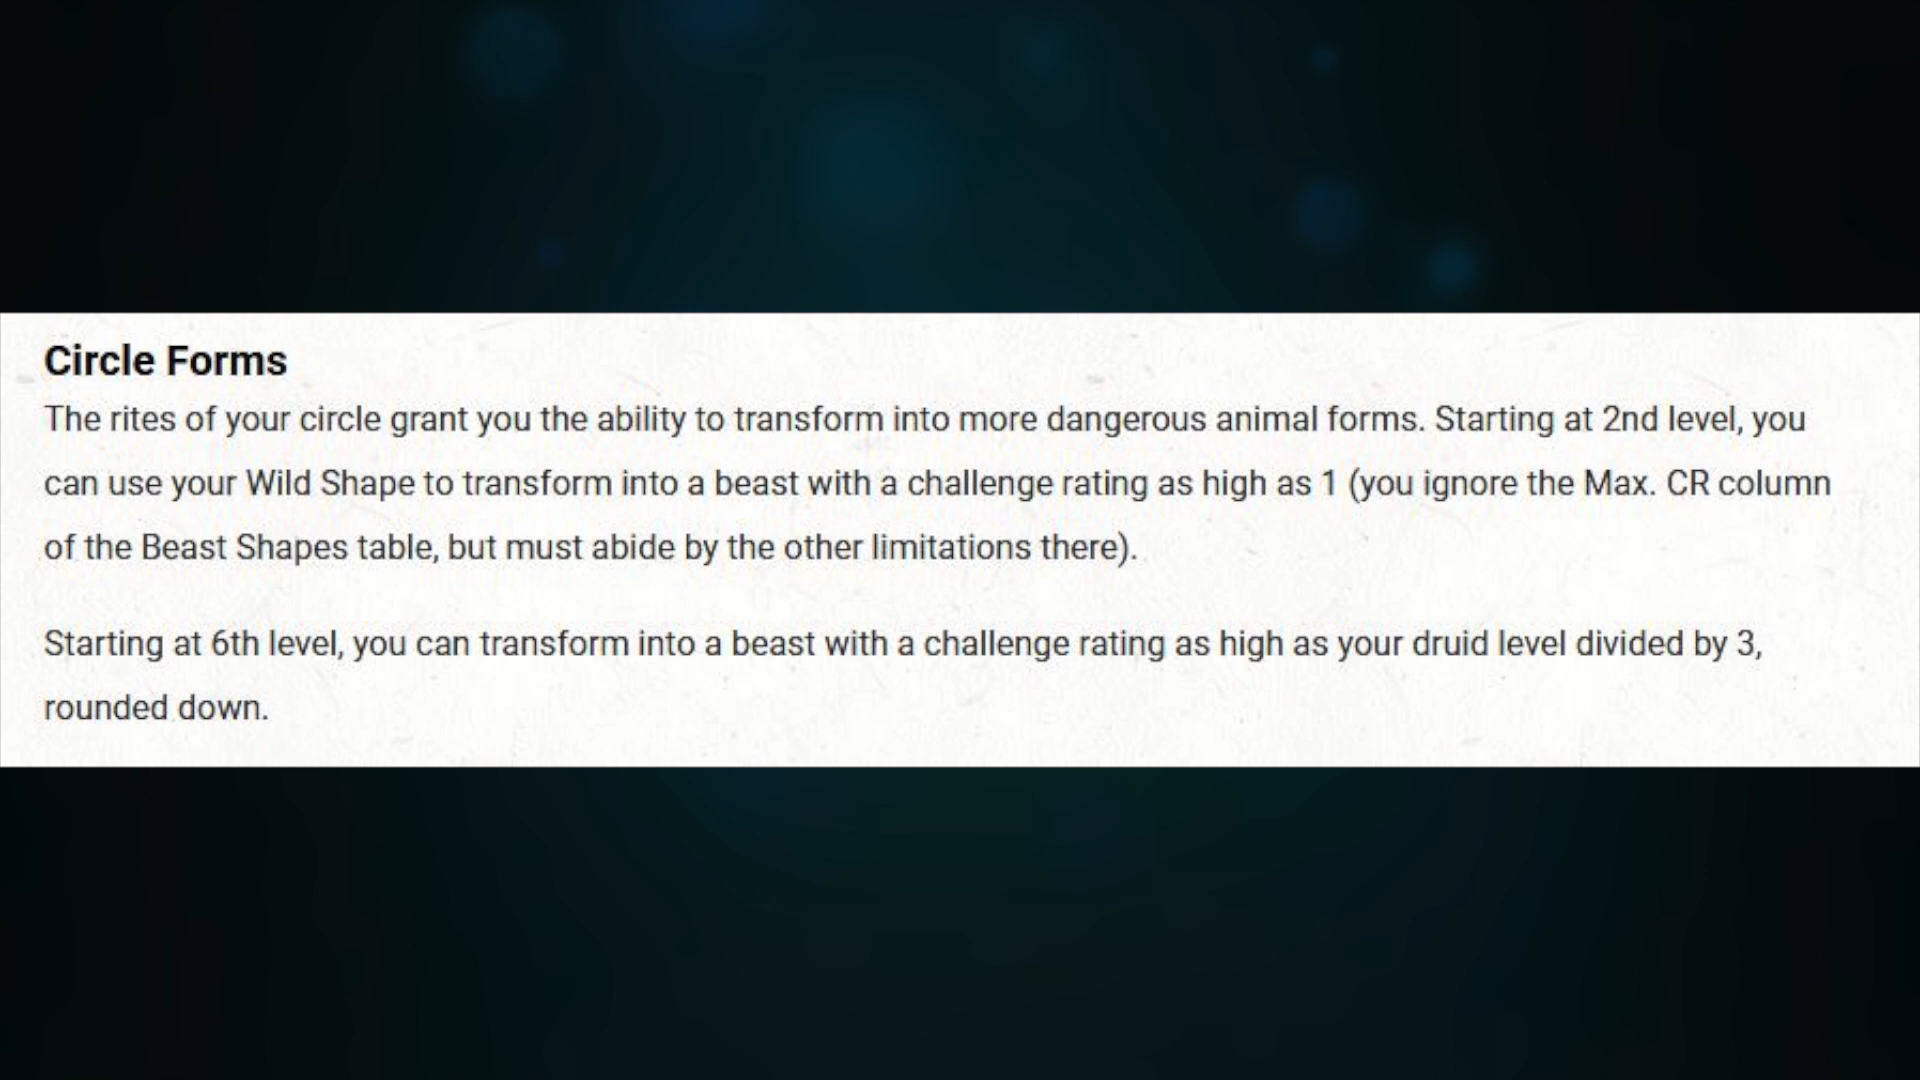 Circle Forms
The rites of your circle grant you the ability to transform into more dangerous animal forms. Starting at 2nd level, you
can use your Wild Shape to transform into a beast with a challenge rating as high as 1 (you ignore the Max. CR column
of the Beast Shapes table, but must abide by the other limitations there).
Starting at 6th level, you can transform into a beast with a challenge rating as high as your druid level divided by 3,
rounded down.